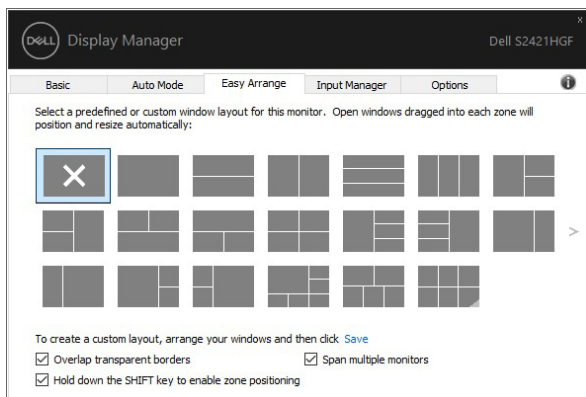 x
DELL Display Manager
Dell S2421HGF
Basic Auto Mode Easy Arrange Input Manager Options
Select a predefined or custom window layout for this monitor. Open windows dragged into each zone will
position and resize automatically:
>
To create a custom layout, arrange your windows and then click Save
Overlap transparent borders Span multiple monitors
Hold down the SHIFT key to enable zone positioning